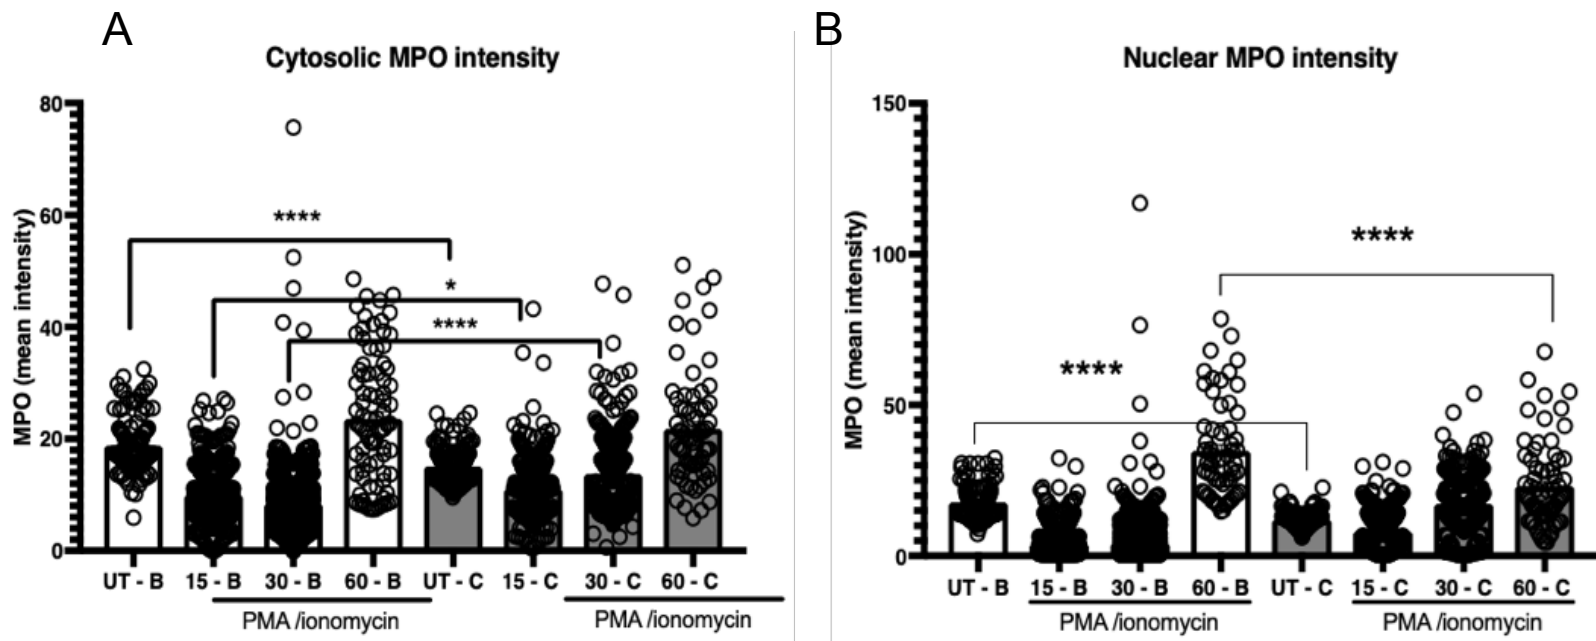 A
Cytosolic MPO intensity
MPO (mean intensity)
80
60
40
20
0
****
*
****
UT - B 15 - B 30 - B 60 - B UT - C 15 - C 30 - C 60 - C
PMA /ionomycin PMA /ionomycin
B
Nuclear MPO intensity
MPO (mean intensity)
150
100
50
0
****
****
UT - B 15 - B 30 - B 60 - B UT - C 15 - C 30 - C 60 - C
PMA /ionomycin PMA /ionomycin